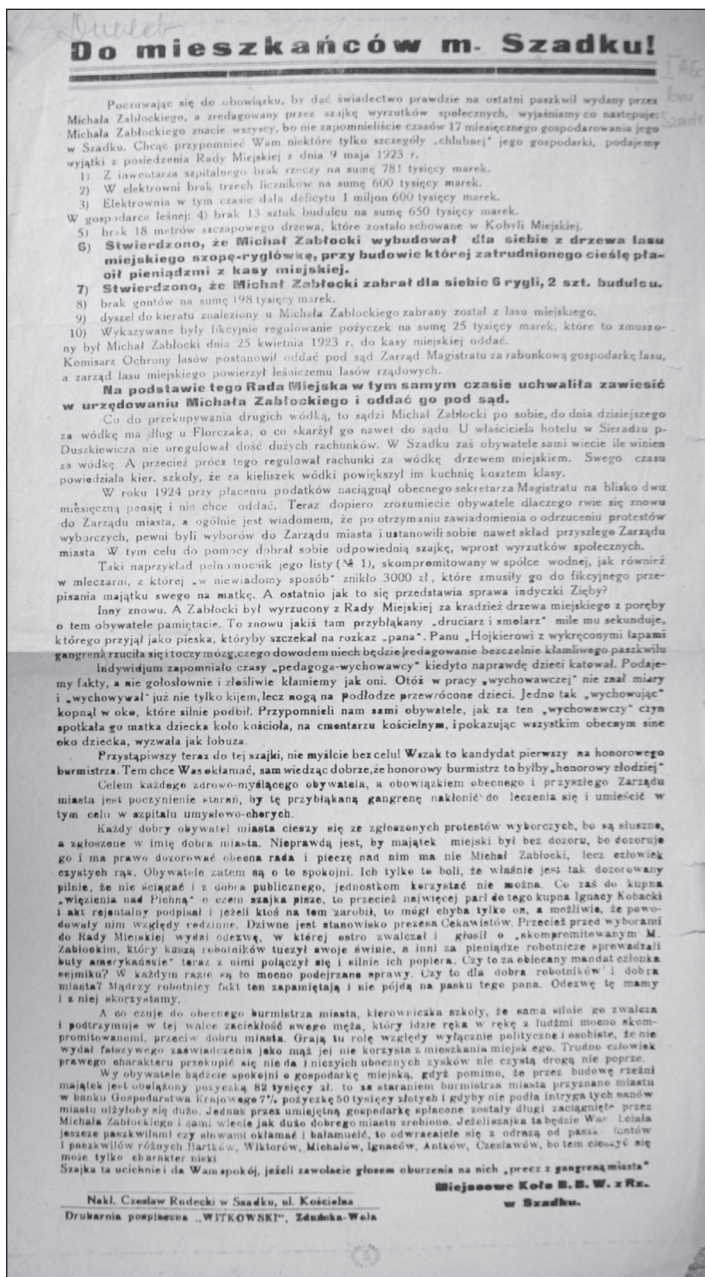 Dublet
Do mieszkańców m. Szadku!
Poczuwając się do obowiązku, by dać świadectwo prawdzie na ostatni paszkwil wydany przez
Michała Zabłockiego, a zredagowany przez szajkę wyrzutków społecznych, wyjaśniamy co następuje:
Michała Zabłockiego znacie wszyscy, bo nie zapomnieliście czasów 17 miesięcznego gospodarowania jego
w Szadku. Chcąc przypomnieć Wam niektóre tylko szczegóły „chlubnej" jego gospodarki, podajemy
wyjątki z posiedzenia Rady Miejskiej z dnia 9 maja 1923 r.
1) Z inwentarza szpitalnego brak rzeczy na sumę 781 tysięcy marek.
2) W elektrowni brak trzech liczników na sumę 600 tysięcy marek.
3) Elektrownia w tym czasie dała deficytu 1 miljon 600 tysięcy marek.
W gospodarce leśnej: 4) brak 13 sztuk budulcu na sumę 650 tysięcy marek.
5) brak 18 metrów szczapowego drzewa, które zostało schowane w Kobyli Miejskiej.
6) Stwierdzono, że Michał Zabłocki wybudował dla siebie z drzewa lasu
miejskiego szopę-ryglówkę, przy budowie której zatrudnionego cieślę pła-
cił pieniądzmi z kasy miejskiej.
7) Stwierdzono, że Michał Zabłocki zabrał dla siebie 6 rygli, 2 szt. budulcu.
8) brak gontów na sumę 198 tysięcy marek.
9) dyszel do kieratu znaleziony u Michała Zabłockiego zabrany został z lasu miejskiego.
10) Wykazywane były fikcyjnie regulowanie pożyczek na sumę 25 tysięcy marek, które to zmuszo-
ny był Michał Zabłocki dnia 25 kwietnia 1923 r. do kasy miejskiej oddać.
Komisarz Ochrony lasów postanowił oddać pod sąd Zarząd Magistratu za rabunkową gospodarkę lasu,
a zarząd lasu miejskiego powierzył leśniczemu lasów rządowych.
Na podstawie tego Rada Miejska w tym samym czasie uchwaliła zawiesić
w urzędowaniu Michała Zabłockiego i oddać go pod sąd.
Co do przekupywania drugich wódką, to sądzi Michał Zabłocki po sobie, do dnia dzisiejszego
za wódkę ma dług u Florczaka, o co skarżył go nawet do sądu U właściciela hotelu w Sieradzu p.
Duszkiewicza nie uregulował dość dużych rachunków. W Szadku zaś obywatele sami wiecie ile winien
za wódkę A przecież prócz tego regulował rachunki za wódkę drzewem miejskiem. Swego czasu
powiedziała kier. szkoły, że za kieliszek wódki powiększył im kuchnię kosztem klasy.
W roku 1924 przy płaceniu podatków naciągnął obecnego sekretarza Magistratu na blisko dwu
miesięczną pensję i nie chce oddać. Teraz dopiero zrozumiecie obywatele dlaczego rwie się znowu
do Zarządu miasta, a ogólnie jest wiadomem, że po otrzymaniu zawiadomienia o odrzuceniu protestów
wyborczych, pewni byli wyborów do Zarządu miasta i ustanowili sobie nawet skład przyszłego Zarządu
miasta. W tym celu do pomocy dobrał sobie odpowiednią szajkę, wprost wyrzutków społecznych.
Taki naprzykład pełnomocnik jego listy (№ 1), skompromitowany w spółce wodnej, jak również
w mleczarni, z której „w niewiadomy sposób" znikło 3000 zł, które zmusiły go do fikcyjnego prze-
pisania majątku swego na matkę. A ostatnio jak to się przedstawia sprawa indyczki Zięby?
Inny znowu. A Zabłocki był wyrzucony z Rady Miejskiej za kradzież drzewa miejskiego z poręby
o tem obywatele pamiętacie. To znowu jakiś tam przybłąkany „druciarz i smolarz" mile mu sekunduje,
którego przyjął jako pieska, któryby szczekał na rozkaz „pana". Panu „Hojkierowi z wykręconymi łapami
gangrena rzuciła się i toczy mózg, czego dowodem niech będzie redagowanie bezczelnie kłamliwego paszkwilu
Indywidjum zapomniało czasy „pedagoga-wychowawcy" kiedyto naprawdę dzieci katował. Podaje-
my fakty, a nie gołosłownie i złośliwie kłamiemy jak oni. Otóż w pracy „wychowawczej" nie znał miary
i „wychowywał" już nie tylko kijem, lecz nogą na podłodze przewrócone dzieci. Jedno tak „wychowując"
kopnął w oko, które silnie podbił. Przypomnieli nam sami obywatele, jak za ten „wychowawczy" czyn
spotkała go matka dziecka koło kościoła, na cmentarzu kościelnym, i pokazując wszystkim obecnym sine
oko dziecka, wyzwała jak łobuza.
Przystąpiwszy teraz do tej szajki, nie myślcie bez celu! Wszak to kandydat pierwszy na honorowego
burmistrza. Tem chce Was okłamać, sam wiedząc dobrze, że honorowy burmistrz to byłby „honorowy złodziej"
Celem każdego zdrowo-myślącego obywatela, a obowiązkiem obecnego i przyszłego Zarządu
miasta jest poczynienie starań, by tę przybłąkaną gangrenę nakłonić do leczenia się i umieścić w
tym celu w szpitalu umysłowo-chorych.
Każdy dobry obywatel miasta cieszy się ze zgłoszonych protestów wyborczych, bo są słuszne,
a zgłoszone w imię dobra miasta. Nieprawdą jest, by majątek miejski był bez dozoru, bo dozoruje
go i ma prawo dozorować obecna rada i pieczę nad nim ma nie Michał Zabłocki, lecz człowiek
czystych rąk. Obywatele zatem są o to spokojni. Ich tylko te boli, że właśnie jest tak dozorowany
pilnie, że nie ściągać i z dobra publicznego, jednostkom korzystać nie można. Co zaś do kupna
„więzienia nad Pichną" o czem szajka pisze, to przecież najwięcej parł do tego kupna Ignacy Kobacki
i akt rejentalny podpisał i jeżeli ktoś na tem zarobił, to mógł chyba tylko on, a możliwie, że powo-
dowały nim względy rodzinne. Dziwne jest stanowisko prezesa Cekawistów. Przecież przed wyborami
do Rady Miejskiej wydał odezwę, w której ostro zwalczał i głosił o „skompromitowanym M.
Zabłockim, który kaszą robotników tuczył swoje świnie, a inni za pieniądze robotnicze sprowadzali
buty amerykańskie" teraz z nimi połączył się i silnie ich popiera. Czy to za obiecany mandat członka
sejmiku? W każdym razie są to mocno podejrzane sprawy. Czy to dla dobra robotników i dobra
miasta? Mądrzy robotnicy fakt ten zapamiętają i nie pójdą na pasku tego pana. Odezwę tę mamy
i z niej skorzystamy.
A co czuje do obecnego burmistrza miasta, kierowniczka szkoły, że sama silnie go zwalcza
i podtrzymuje w tej walce zaciekłość swego męża, który idzie ręka w rękę z ludźmi mocno skom-
promitowanemi, przeciw dobru miasta. Grają tu rolę względy wyłącznie polityczne i osobiste, że nie
wydał fałszywego zaświadczenia jako mąż jej nie korzysta z mieszkania miejskiego. Trudno człowiek
prawego charakteru przekupić się nie da i niczyich ubocznych zysków nie czystą drogą nie poprze.
Wy obywatele bądźcie spokojni o gospodarkę miejską, gdyż pomimo, że przez budowę rzeźni
majątek jest obciążony pożyczką 82 tysięcy zł. to za staraniem burmistrza miasta przyznano miastu
w banku Gospodarstwa Krajowego 7% pożyczkę 50 tysięcy złotych i gdyby nie podła intryga tych panów
miastu ulżyłoby się dużo. Jednak przez umiejętną gospodarkę spłacone zostały długi zaciągnięte przez
Michała Zabłockiego i sami wiecie jak dużo dobrego miasto zrobiono. Jeżeli szajka ta będzie Was chciała
jeszcze paszkwilami czy słowami okłamać i bałamucić, to odwracajcie się z odrazą od
i paszkwilów różnych Bartków, Wiktorów, Michałów, Ignaców, Antków, Czesławów, bo tem cieszyć się
może tylko charakter niski
Szajka ta ucichnie i da Wam spokój, jeżeli zawołacie głosem oburzenia na nich „precz z gangreną miasta"
Miejscowe Koło B. B. W. z Rz.
w Szadku.
Nakł. Czesław Rudecki w Szadku, ul. Kościelna
Drukarnia pospieszna „WITKOWSKI", Zduńska-Wola